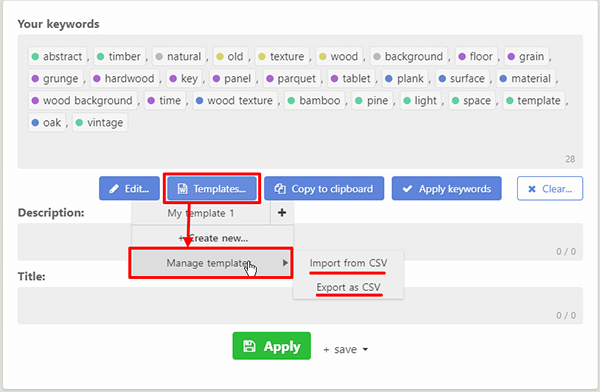 Your keywords
abstract , timber , natural , old , texture , wood , background , floor , grain ,
grunge , hardwood , key , panel , parquet , tablet , plank , surface , material ,
wood background , time , wood texture , bamboo , pine , light , space , template ,
oak , vintage
28
Edit... Templates... Copy to clipboard Apply keywords Clear...
Description: My template 1 +
+ Create new... 0 / 0
Manage template Import from CSV
Title: Export as CSV
0 / 0
Apply + save